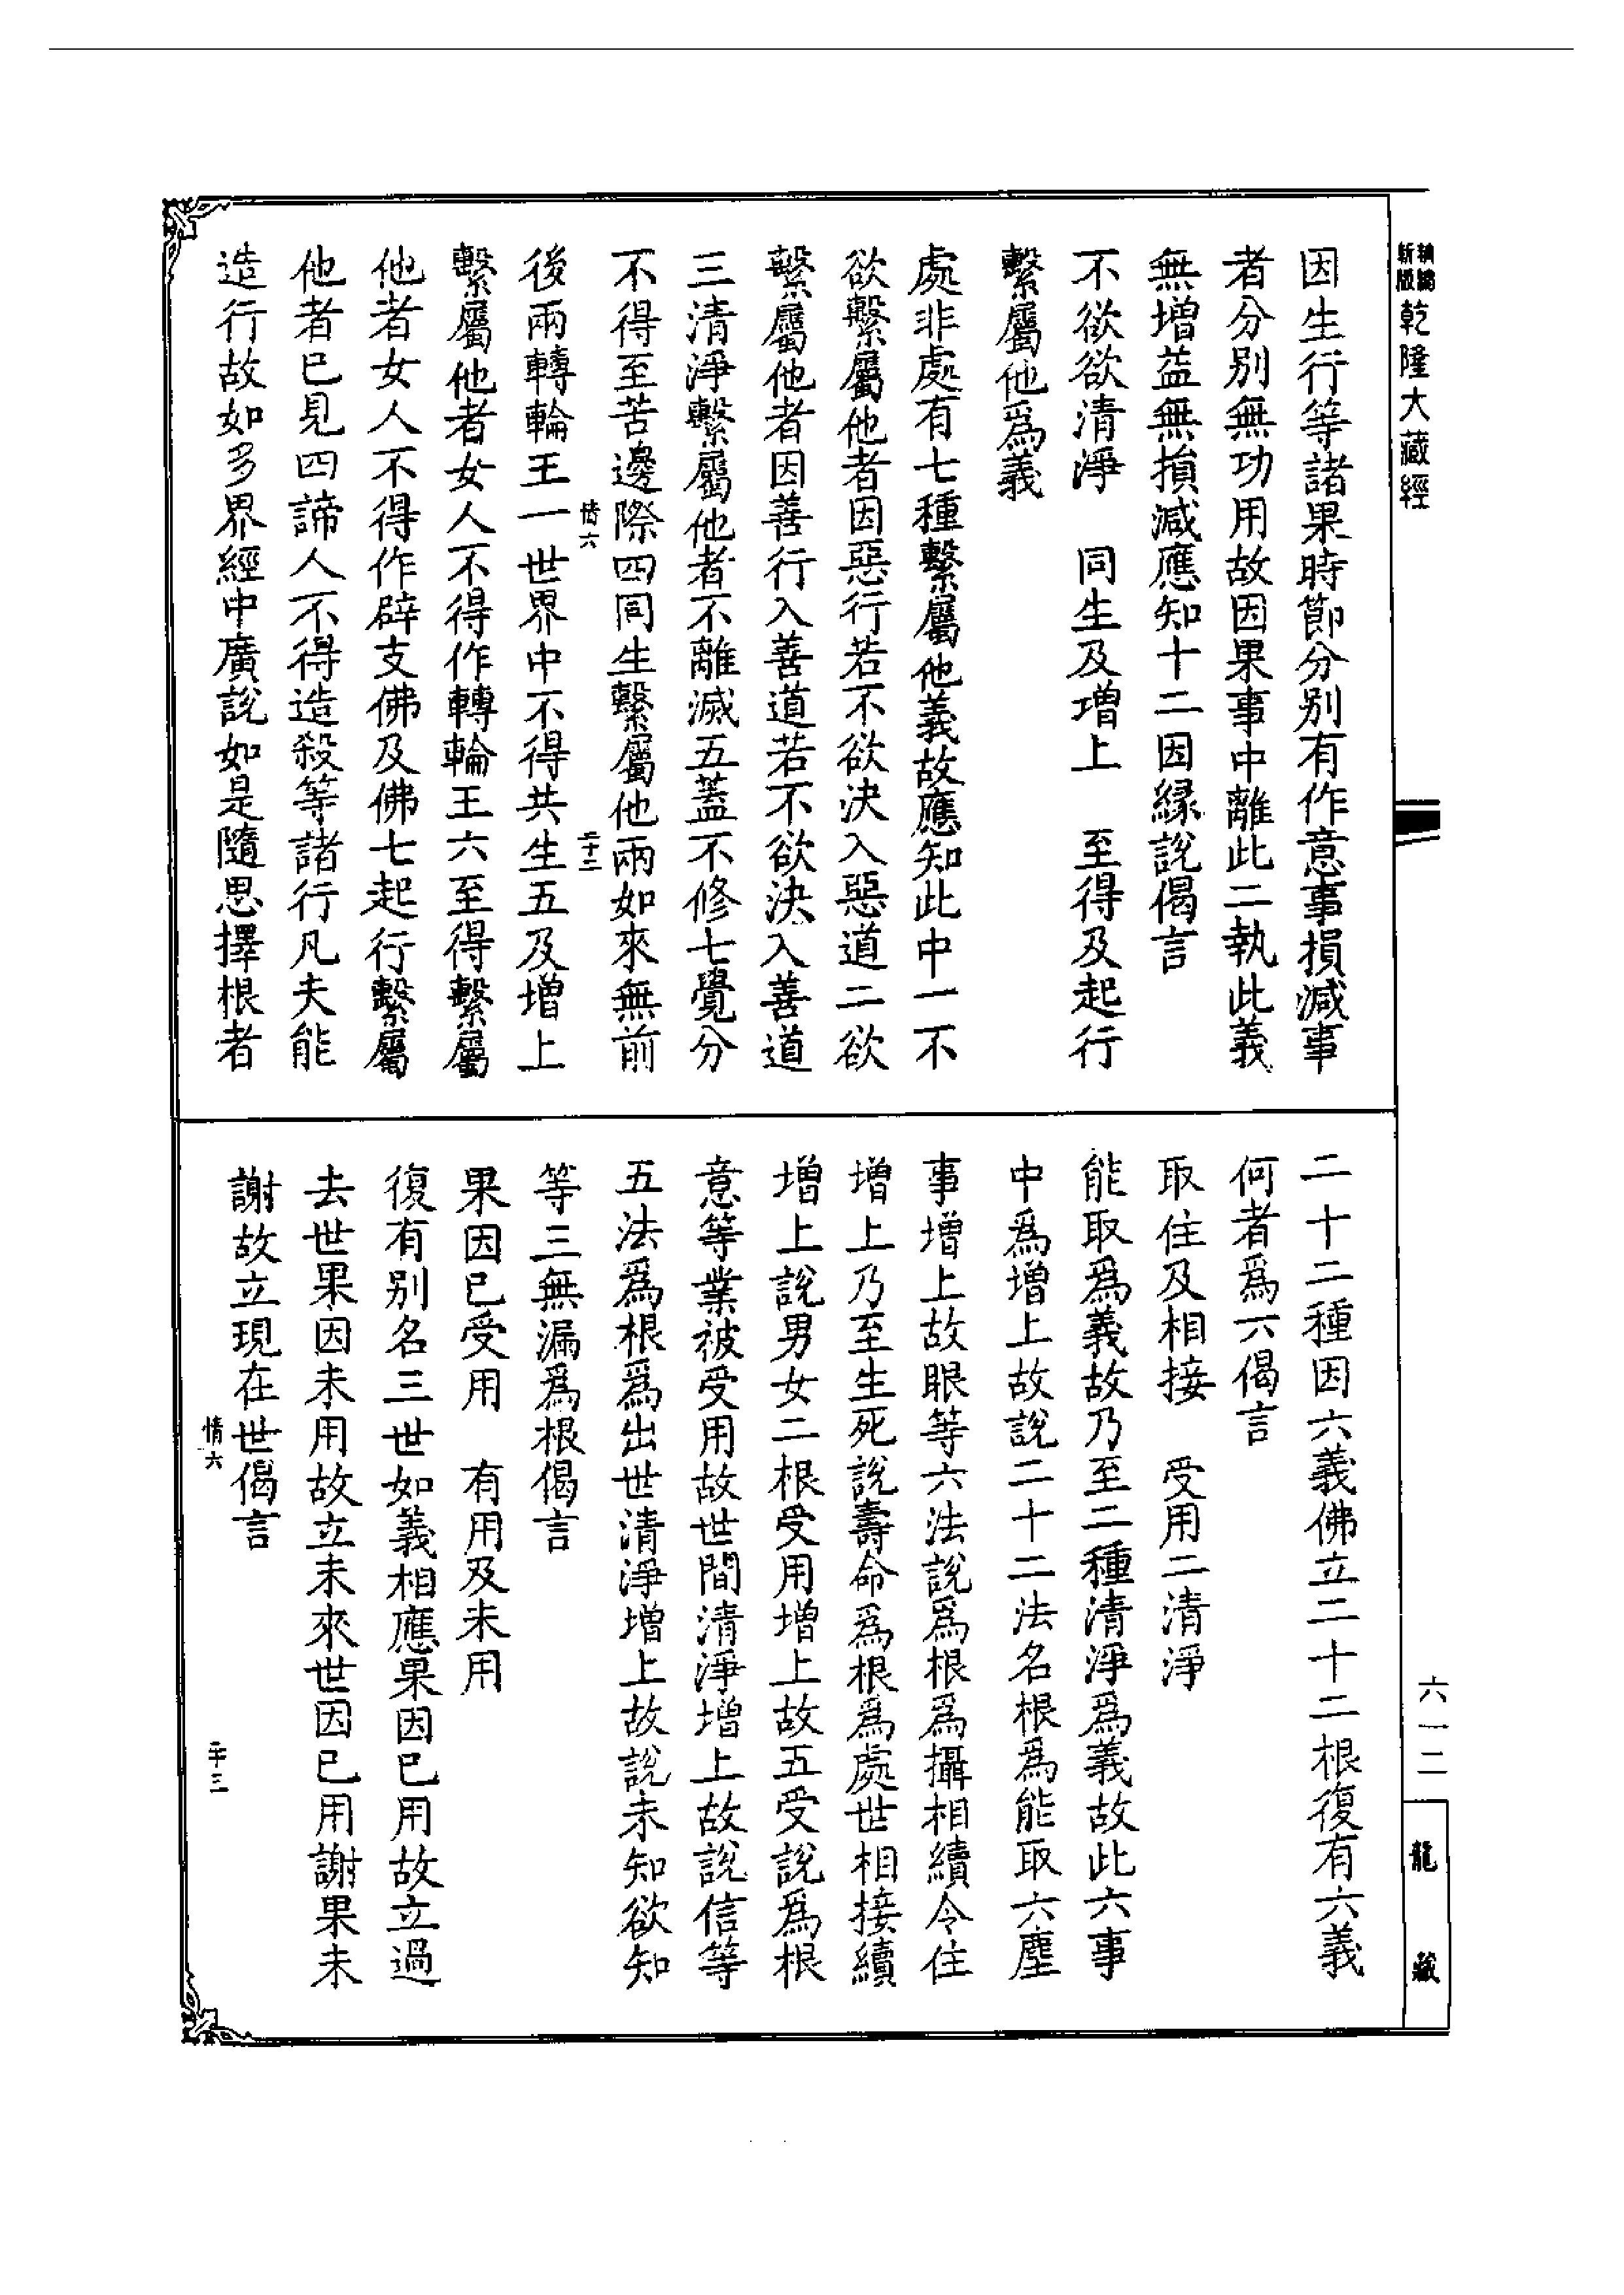 新版
精編
乾隆大藏經
六一二
龍藏
因生行等諸果時節分別有作意事損減事
者分別無功用故因果事中離此二執此義
無增益無損減應知十二因緣說偈言
不欲欲清淨　同生及增上　至得及起行
繫屬他爲義
處非處有七種繫屬他義故應知此中一不
欲繫屬他者因惡行若不欲決入惡道二欲
繫屬他者因善行入善道若不欲決入善道
三清淨繫屬他者不離滅五蓋不修七覺分
不得至苦邊際四同生繫屬他兩如來無前
情六
二十二
後兩轉輪王一世界中不得共生五及增上
繫屬他者女人不得作轉輪王六至得繫屬
他者女人不得作辟支佛及佛七起行繫屬
他者已見四諦人不得造殺等諸行凡夫能
造行故如多界經中廣說如是隨思擇根者
二十二種因六義佛立二十二根復有六義
何者爲六偈言
取住及相接　受用二清淨
能取爲義故乃至二種清淨爲義故此六事
中爲增上故說二十二法名根爲能取六塵
事增上故眼等六法說爲根爲攝相續令住
增上乃至生死說壽命爲根爲處世相接續
增上說男女二根受用增上故五受說爲根
意等業被受用故世間清淨增上故說信等
五法爲根爲出世清淨增上故說未知欲知
等三無漏爲根偈言
果因已受用　有用及未用
復有別名三世如義相應果因已用故立過
去世果因未用故立未來世因已用謝果未
謝故立現在世偈言
情六
二十三